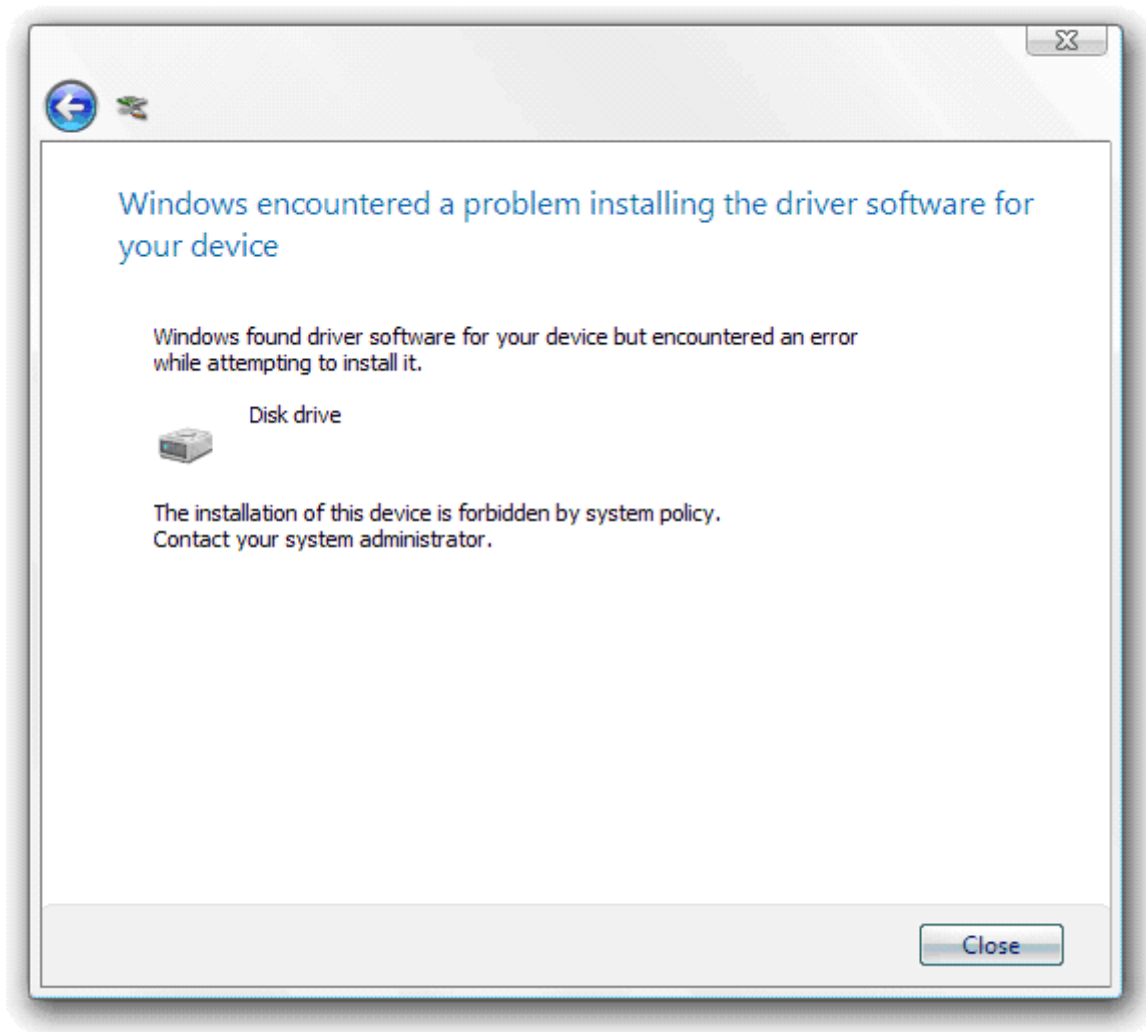 Windows encountered a problem installing the driver software for
your device
Windows found driver software for your device but encountered an error
while attempting to install it.
Disk drive
The installation of this device is forbidden by system policy.
Contact your system administrator.
Close